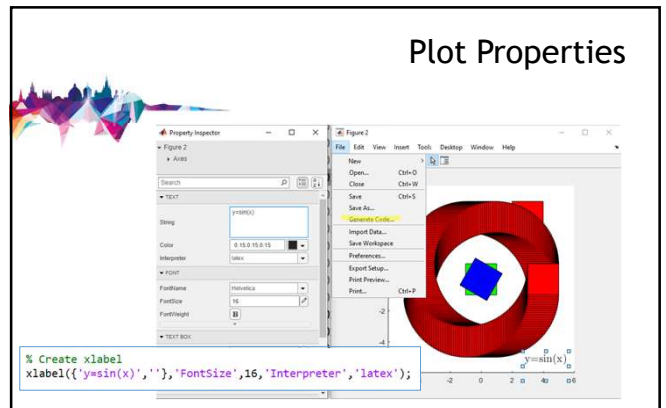 Plot Properties
Property Inspector
Figure 2
Axes
Search
TEXT
String
y=sin(x)
Color
0.15,0.15,0.15
Interpreter
latex
FONT
FontName
Helvetica
FontSize
16
FontWeight
B
TEXT BOX
Figure 2
File Edit View Insert Tools Desktop Window Help
New
Open... Ctrl+O
Close Ctrl+W
Save Ctrl+S
Save As...
Generate Code...
Import Data...
Save Workspace
Preferences...
Export Setup...
Print Preview...
Print... Ctrl+P
-2
-4
y=sin(x)
-2 0 2 4 6
% Create xlabel
xlabel({'y=sin(x)',''},'FontSize',16,'Interpreter','latex');